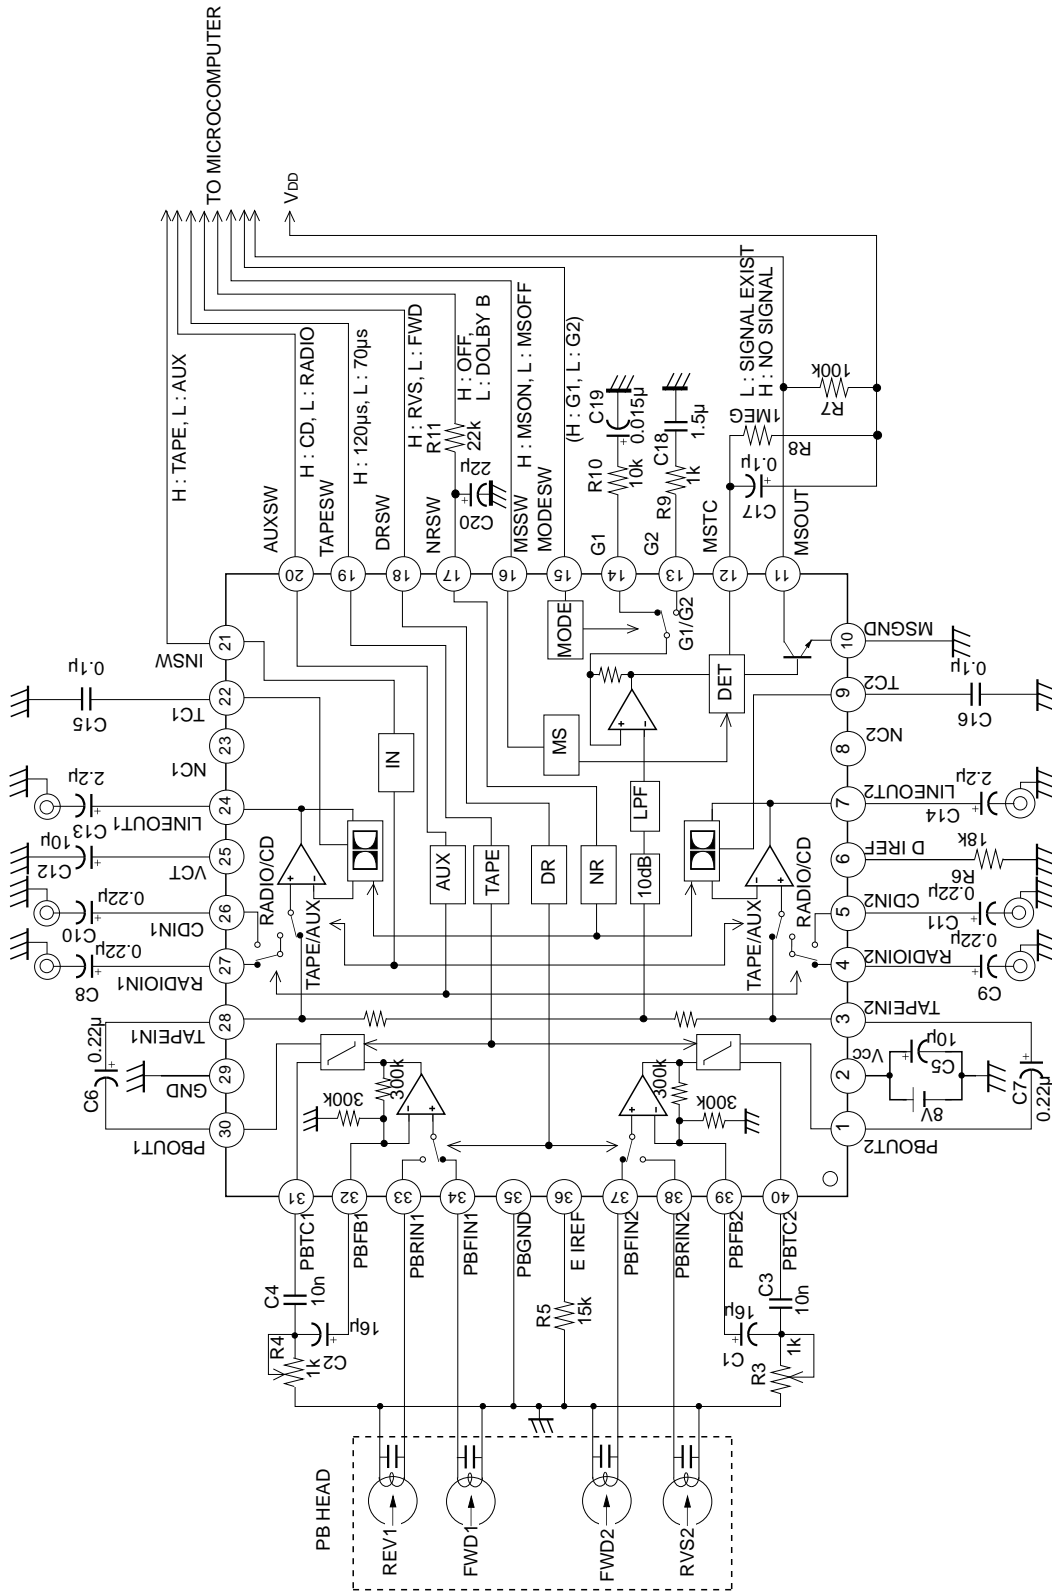 TO MICROCOMPUTER
VDD
H : TAPE, L : AUX
H : CD, L : RADIO
H : 120μs, L : 70μs
H : RVS, L : FWD
H : OFF,
L : DOLBY B
H : MSON, L : MSOFF
(H : G1, L : G2)
L : SIGNAL EXIST
H : NO SIGNAL
R11
22k
22μ
C20
R10
10k
C19
0.015μ
R9
1k
C18
1.5μ
R7
100k
R8
1MEG
0.1μ
C17
AUXSW
TAPESW
DRSW
NRSW
MSSW
MODESW
G1
G2
MSTC
MSOUT
20
19
18
17
16
15
14
13
12
11
INSW
TC1
NC1
LINEOUT1
VCT
CDIN1
RADIOIN1
TAPEIN1
GND
PBOUT1
21
22
23
24
25
26
27
28
29
30
0.1μ
C15
2.2μ
C13
10μ
C12
0.22μ
C10
0.22μ
C8
0.22μ
C6
IN
AUX
TAPE
DR
NR
MS
MODE
G1/G2
DET
LPF
10dB
RADIO/CD
TAPE/AUX
RADIO/CD
TAPE/AUX
300k
300k
300k
300k
MSGND
TC2
NC2
LINEOUT2
D IREF
CDIN2
RADIOIN2
TAPEIN2
Vcc
PBOUT2
10
9
8
7
6
5
4
3
2
1
0.1μ
C16
2.2μ
C14
18k
R6
0.22μ
C11
0.22μ
C9
10μ
C5
8V
C7
0.22μ
31
32
33
34
35
36
37
38
39
40
PBTC1
PBFB1
PBRIN1
PBFIN1
PBGND
E IREF
PBFIN2
PBRIN2
PBFB2
PBTC2
C4
10n
16μ
C2
R4
1k
R5
15k
16μ
C1
C3
10n
1k
R3
PB HEAD
REV1
FWD1
FWD2
RVS2